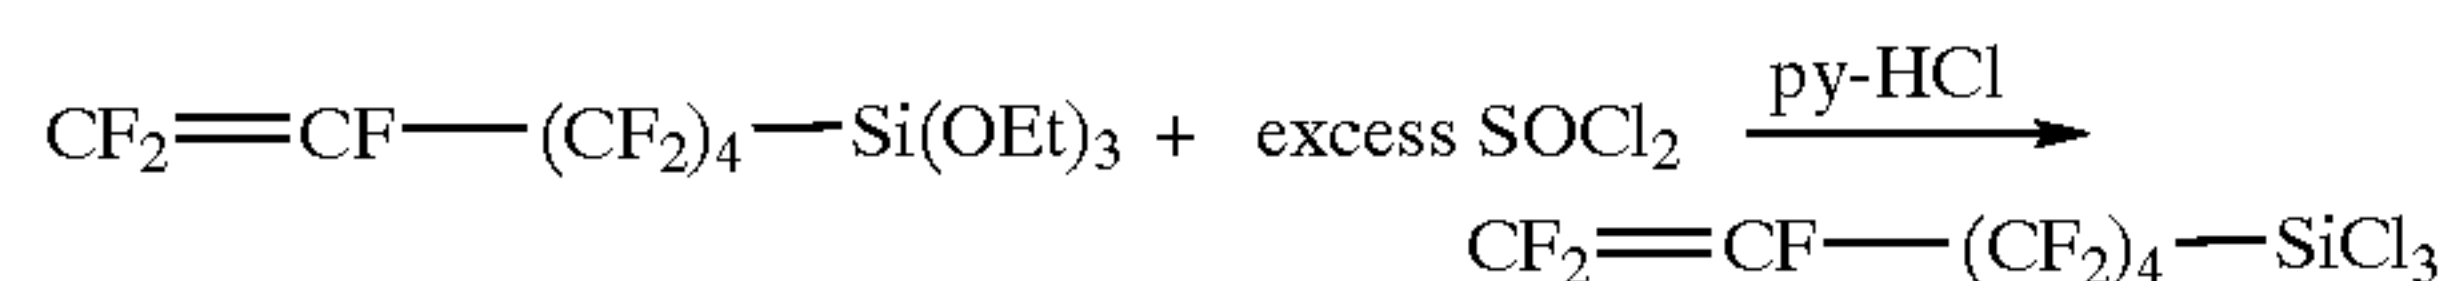 py-HCl
CF₂=CF—(CF₂)₄—Si(OEt)₃ + excess SOCl₂
CF₂=CF—(CF₂)₄—SiCl₃